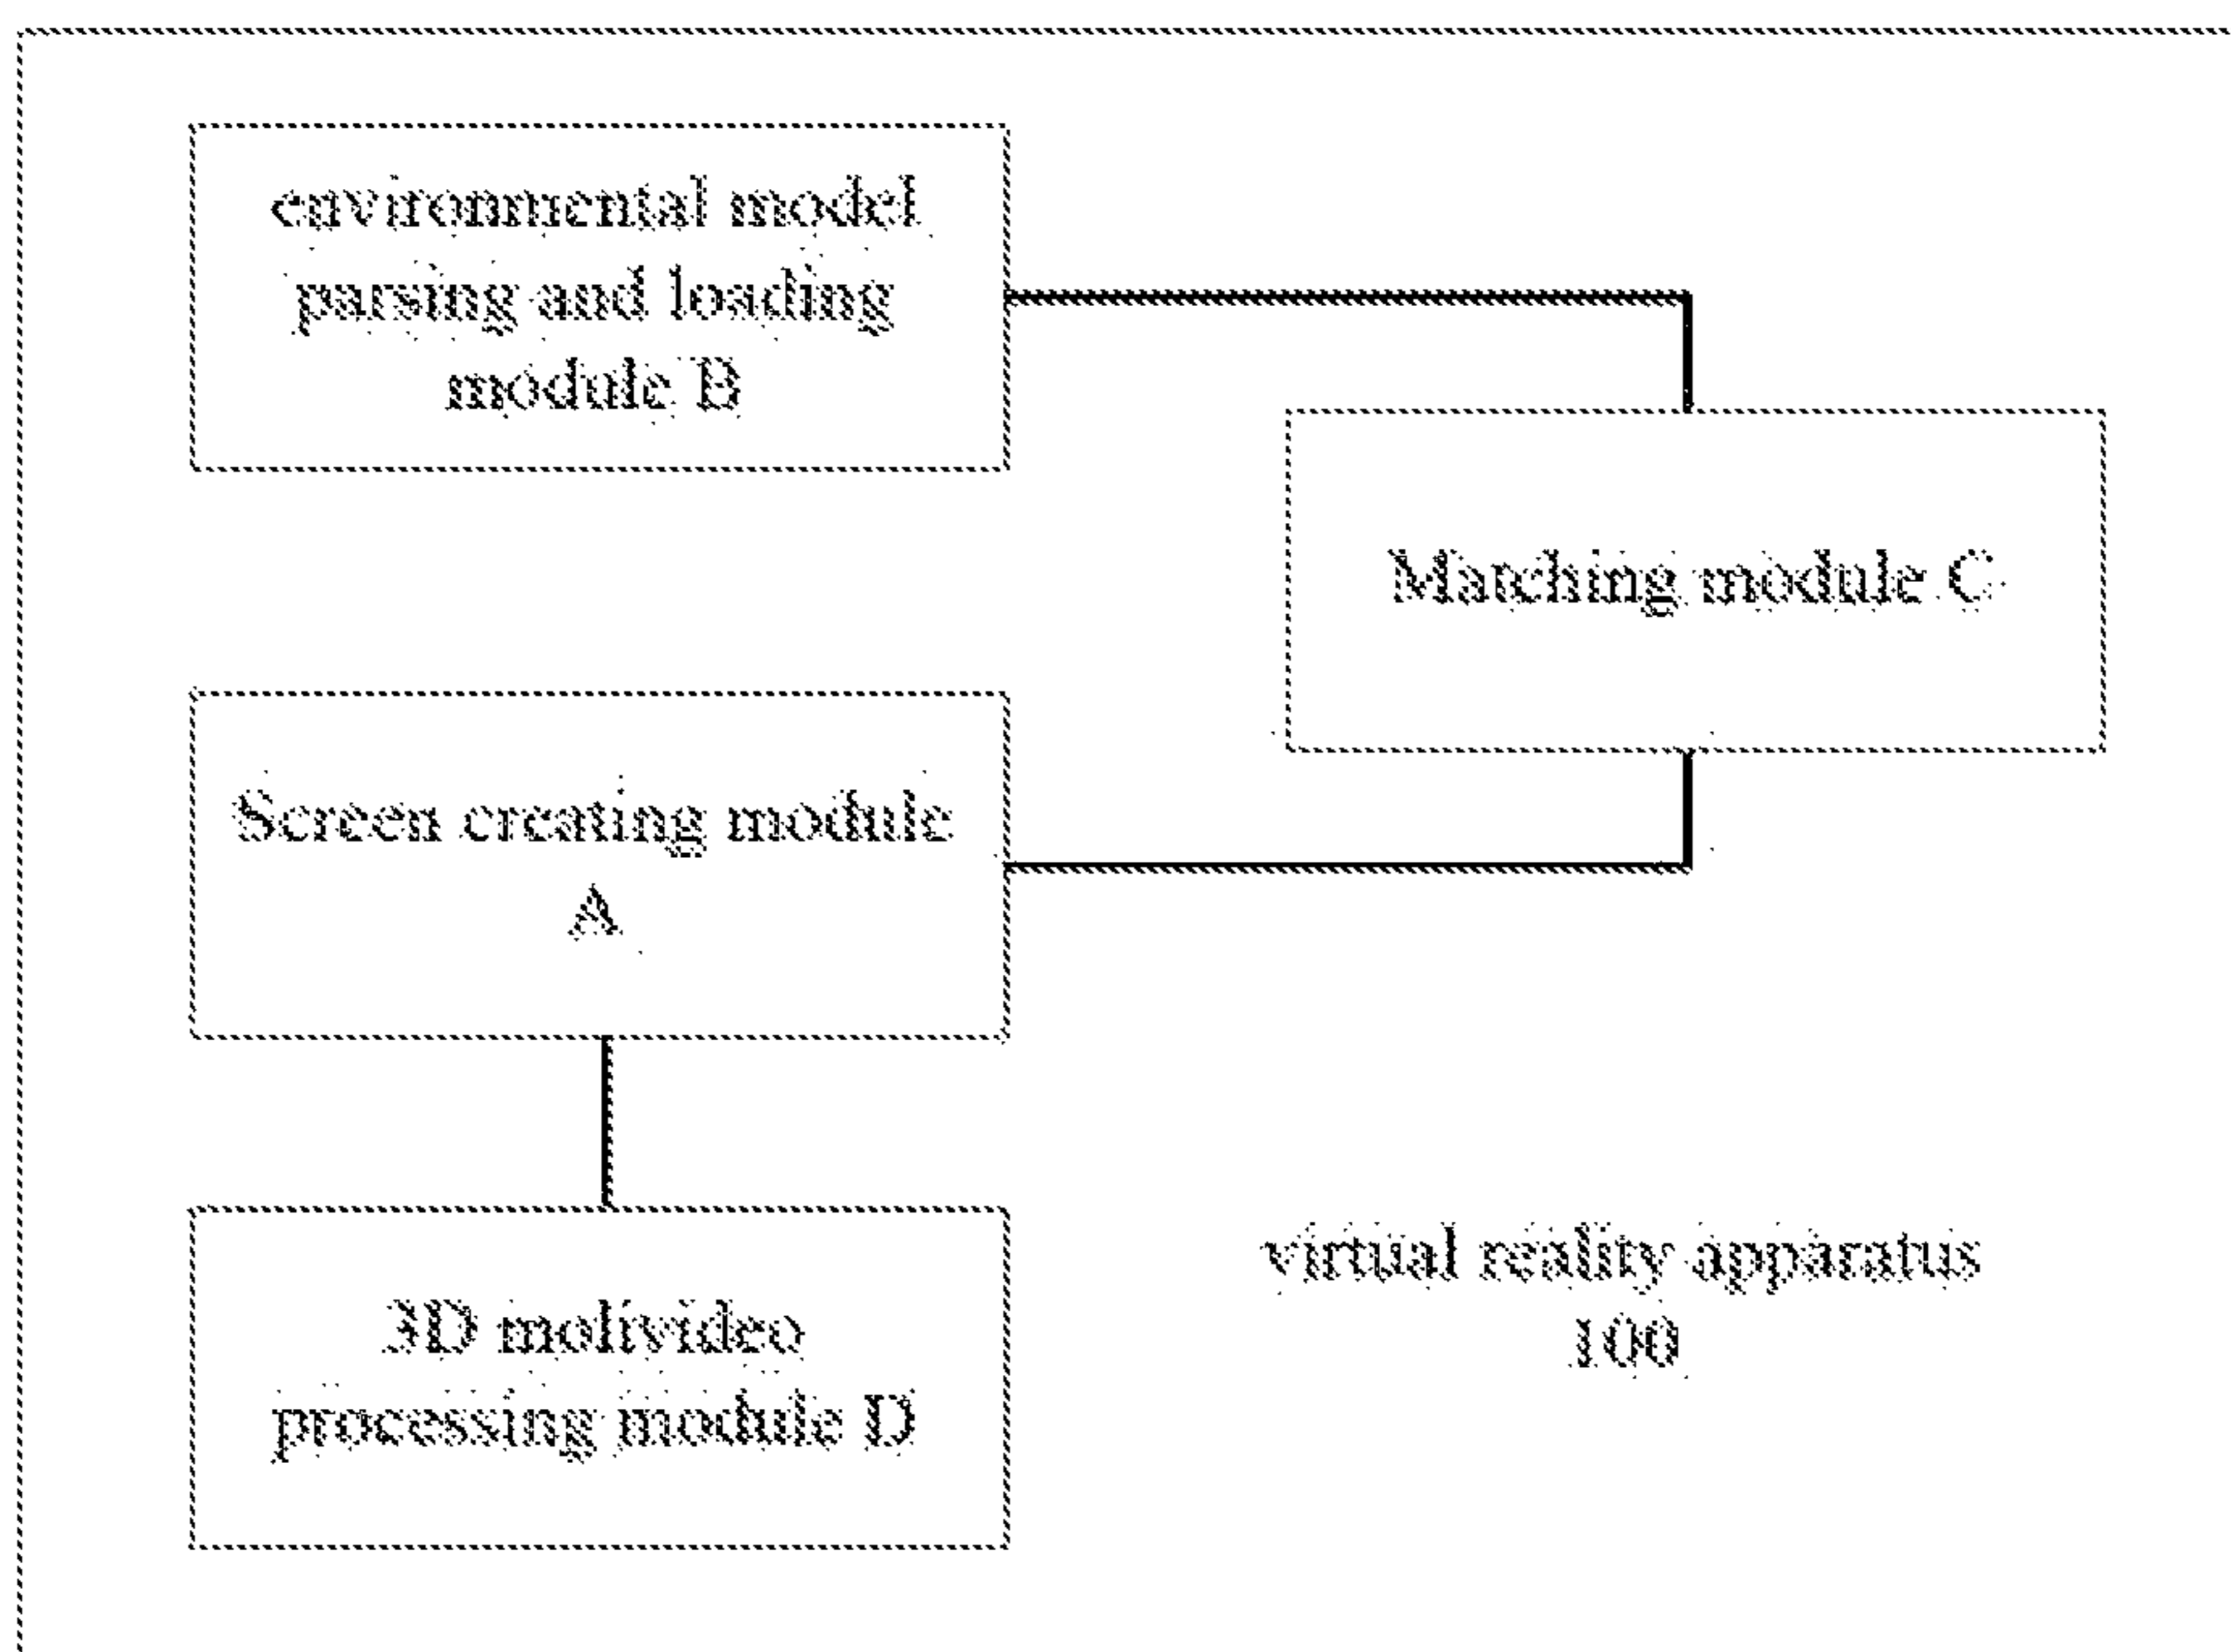 environmental model
parsing and loading
module B
Matching module C
Screen creating module
A
3D molivideo
processing module D
virtual reality apparatus
100